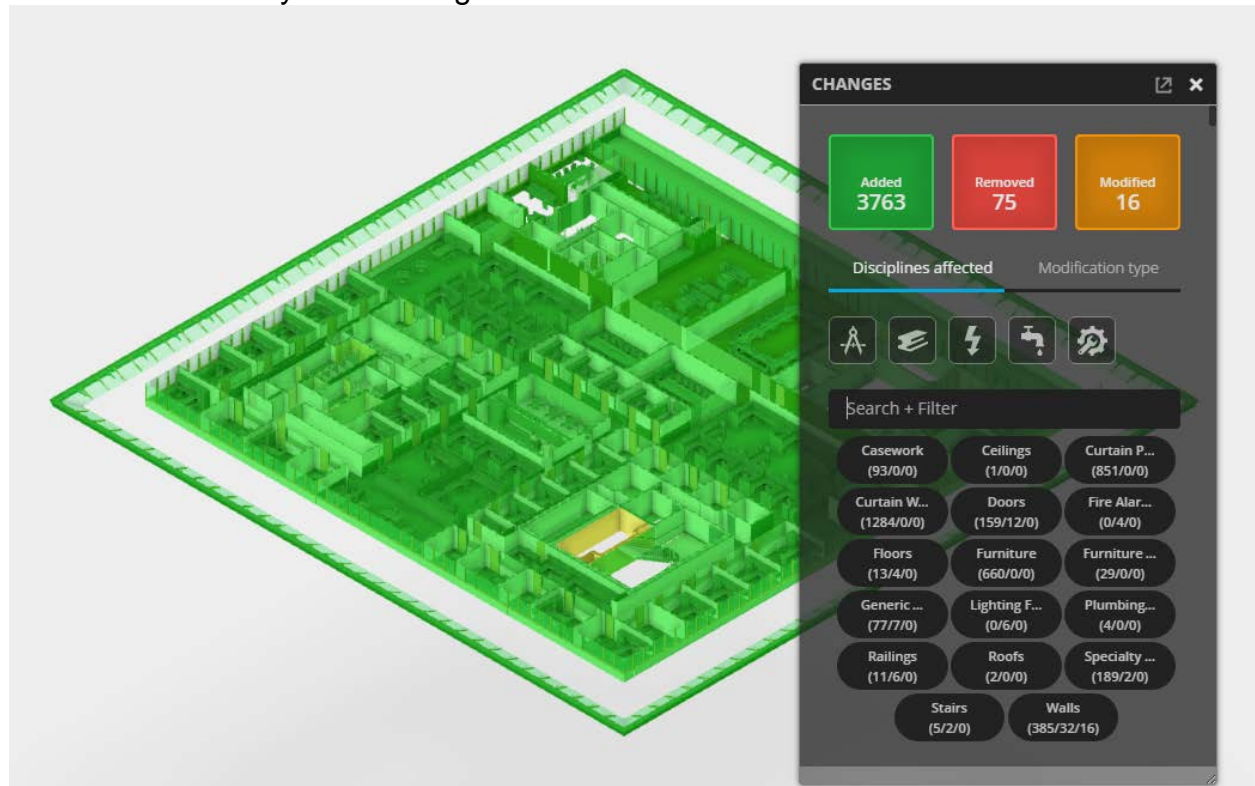 CHANGES
Added
3763
Removed
75
Modified
16
Disciplines affected
Modification type
Search + Filter
Casework
(93/0/0)
Ceilings
(1/0/0)
Curtain P...
(851/0/0)
Curtain W...
(1284/0/0)
Doors
(159/12/0)
Fire Alar...
(0/4/0)
Floors
(13/4/0)
Furniture
(660/0/0)
Furniture ...
(29/0/0)
Generic ...
(77/7/0)
Lighting F...
(0/6/0)
Plumbing...
(4/0/0)
Railings
(11/6/0)
Roofs
(2/0/0)
Specialty ...
(189/2/0)
Stairs
(5/2/0)
Walls
(385/32/16)